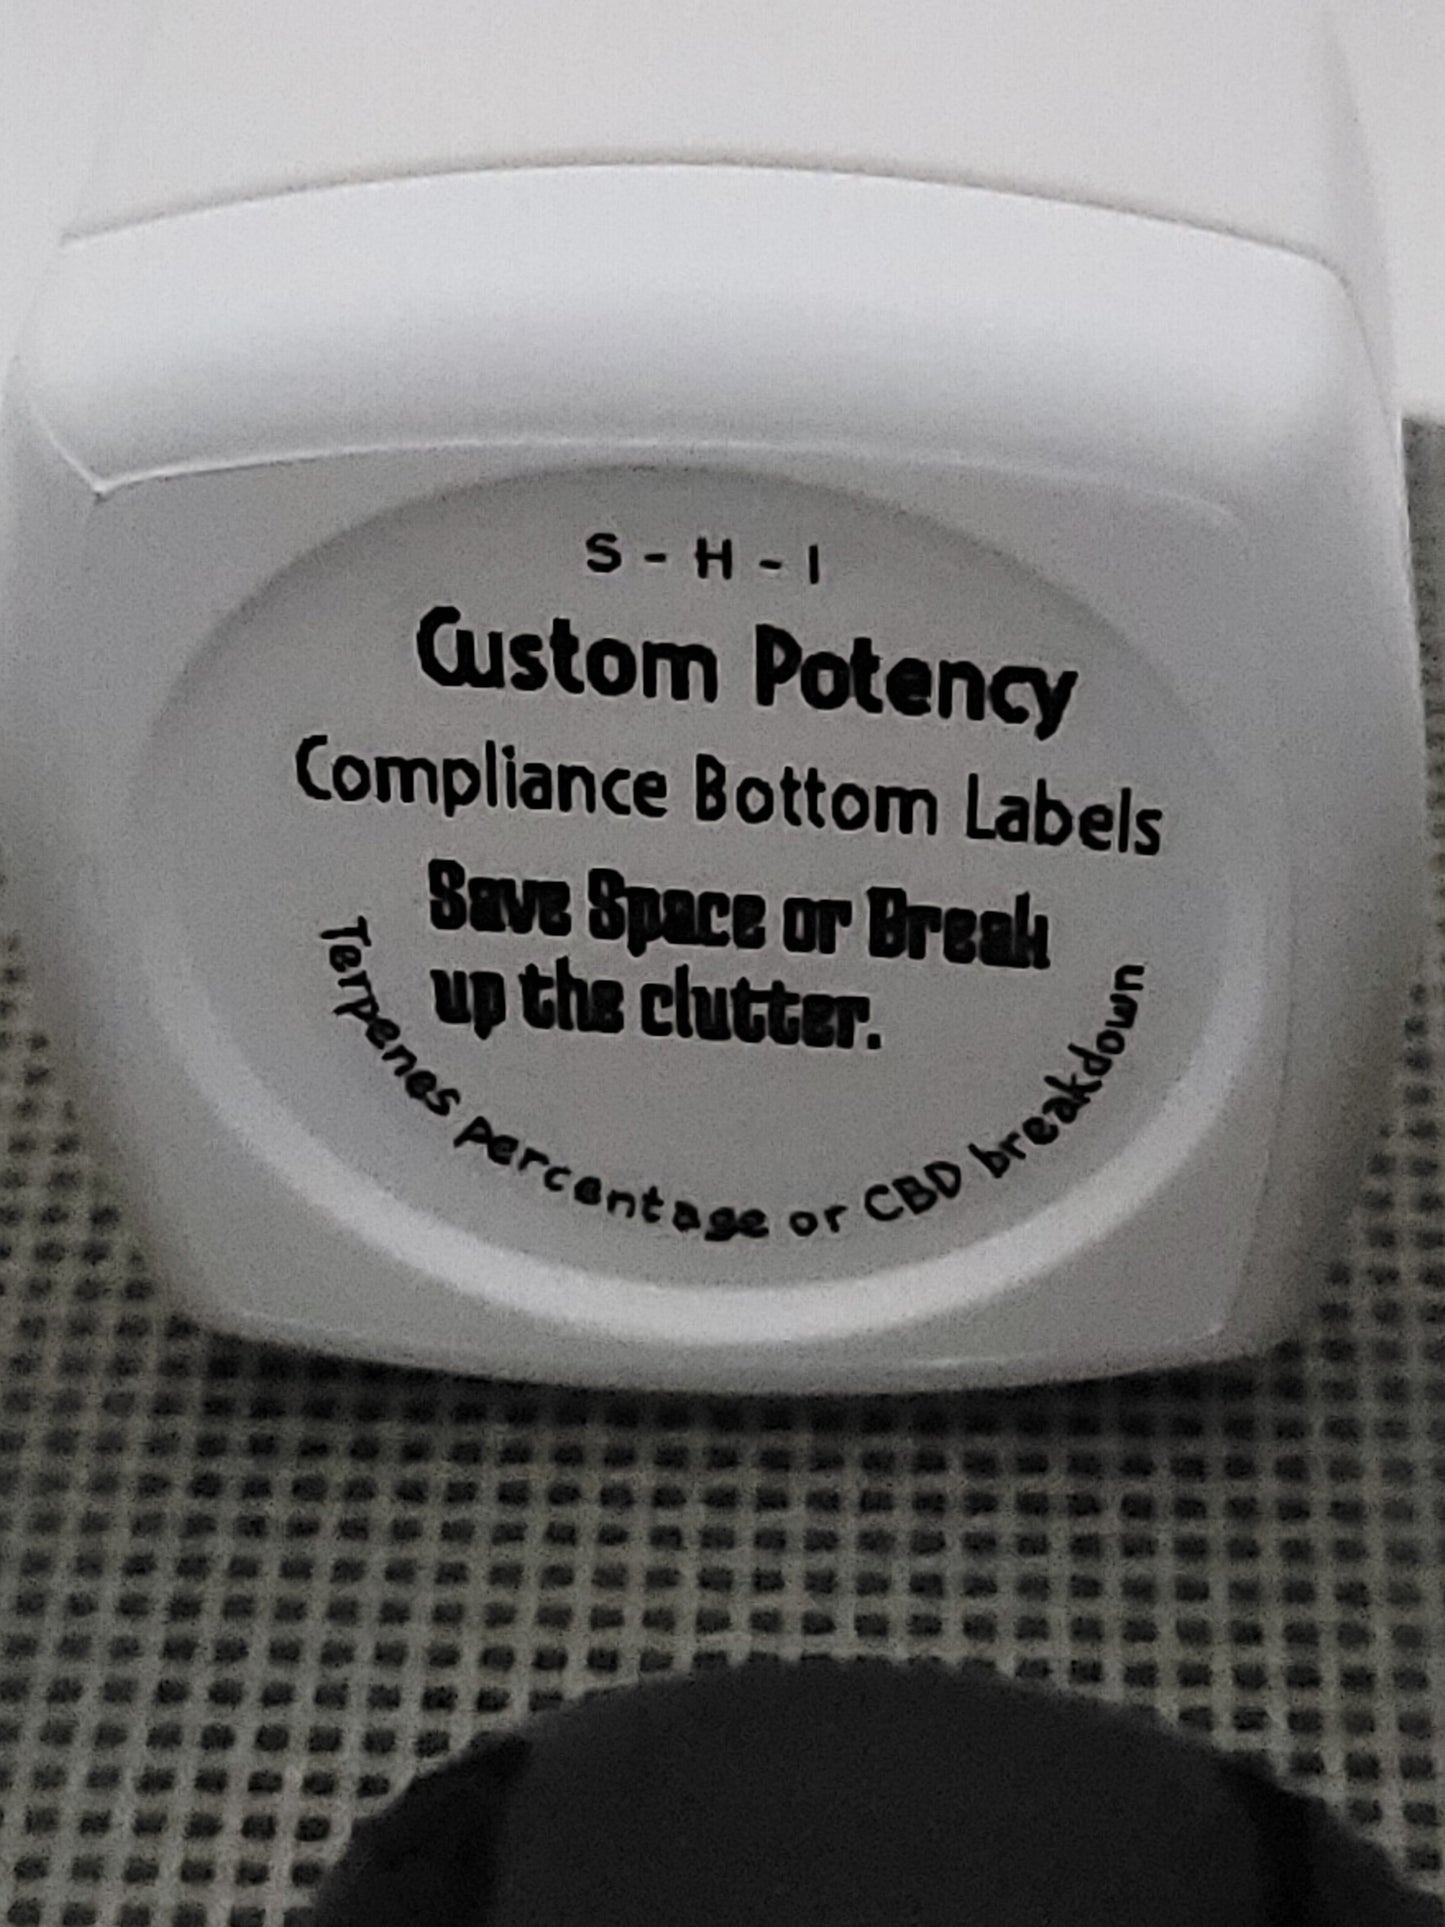 S - H - I
Custom Potency
Compliance Bottom Labels
Save Space or Break
up the clutter.
Terpenes percentage or CBD breakdown